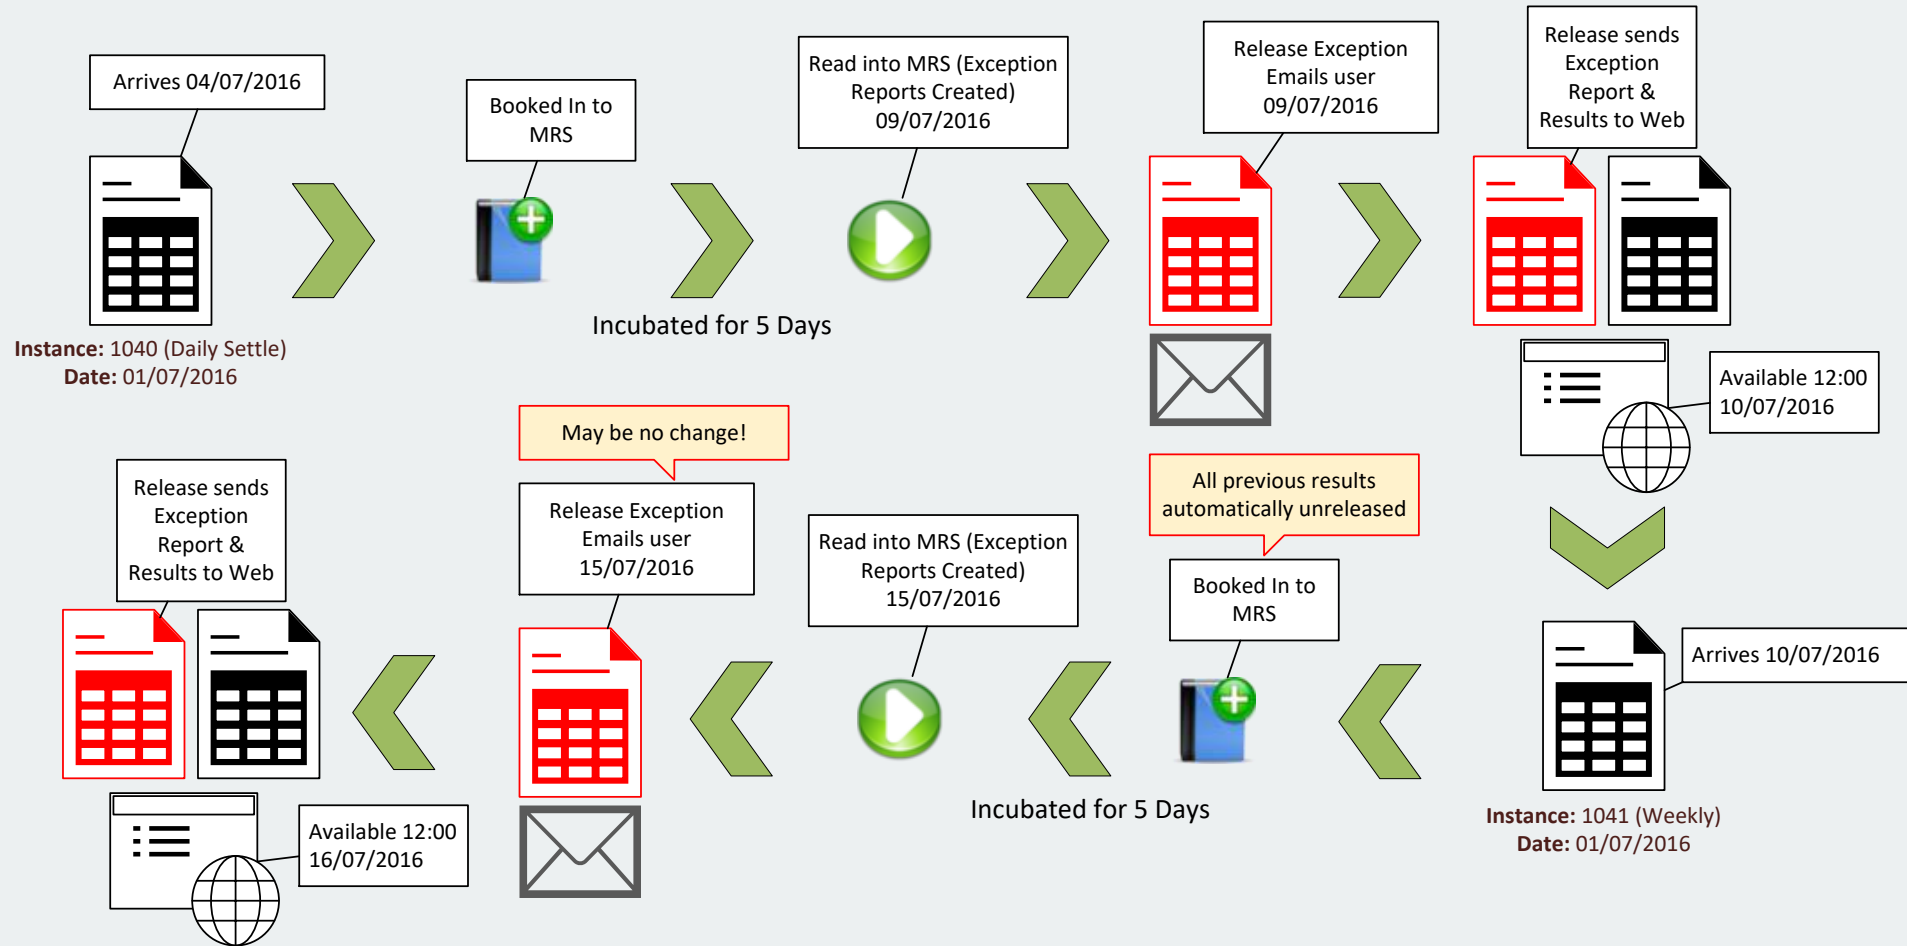 Arrives 04/07/2016
Instance: 1040 (Daily Settle)
Date: 01/07/2016
Booked In to
MRS
Incubated for 5 Days
Read into MRS (Exception
Reports Created)
09/07/2016
Release Exception
Emails user
09/07/2016
Release sends
Exception
Report &
Results to Web
Available 12:00
10/07/2016
Arrives 10/07/2016
Instance: 1041 (Weekly)
Date: 01/07/2016
All previous results
automatically unreleased
Booked In to
MRS
Incubated for 5 Days
Read into MRS (Exception
Reports Created)
15/07/2016
May be no change!
Release Exception
Emails user
15/07/2016
Release sends
Exception
Report &
Results to Web
Available 12:00
16/07/2016